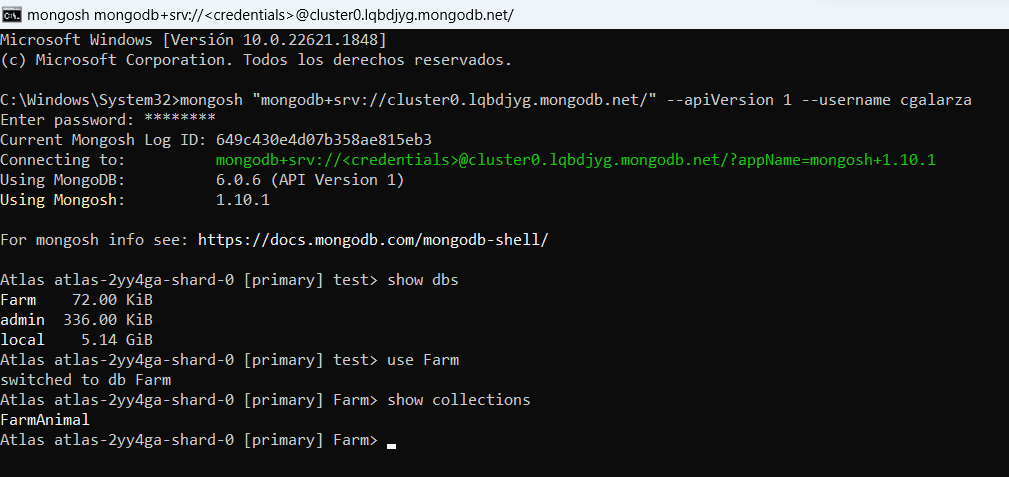 mongosh mongodb+srv://<credentials>@cluster0.lqbdjyg.mongodb.net/
Microsoft Windows [Versión 10.0.22621.1848]
(c) Microsoft Corporation. Todos los derechos reservados.
C:\Windows\System32>mongosh "mongodb+srv://cluster0.lqbdjyg.mongodb.net/" --apiVersion 1 --username cgalarza
Enter password: ********
Current Mongosh Log ID: 649c430e4d07b358ae815eb3
Connecting to:          mongodb+srv://<credentials>@cluster0.lqbdjyg.mongodb.net/?appName=mongosh+1.10.1
Using MongoDB:          6.0.6 (API Version 1)
Using Mongosh:          1.10.1
For mongosh info see: https://docs.mongodb.com/mongodb-shell/
Atlas atlas-2yy4ga-shard-0 [primary] test> show dbs
Farm    72.00 KiB
admin  336.00 KiB
local    5.14 GiB
Atlas atlas-2yy4ga-shard-0 [primary] test> use Farm
switched to db Farm
Atlas atlas-2yy4ga-shard-0 [primary] Farm> show collections
FarmAnimal
Atlas atlas-2yy4ga-shard-0 [primary] Farm>